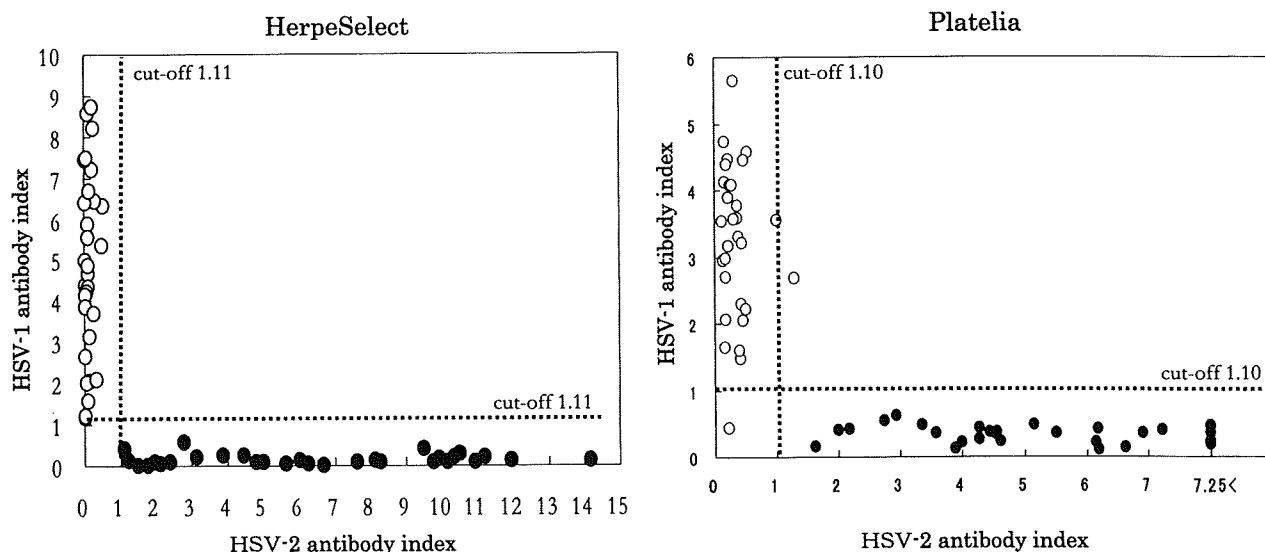 HerpeSelect
10
9
8
7
6
5
4
3
2
1
0
HSV-1 antibody index
cut-off 1.11
cut-off 1.11
0 1 2 3 4 5 6 7 8 9 10 11 12 13 14 15
HSV-2 antibody index
Platelia
6
5
4
3
2
1
0
HSV-1 antibody index
cut-off 1.10
cut-off 1.10
0 1 2 3 4 5 6 7 7.25<
HSV-2 antibody index